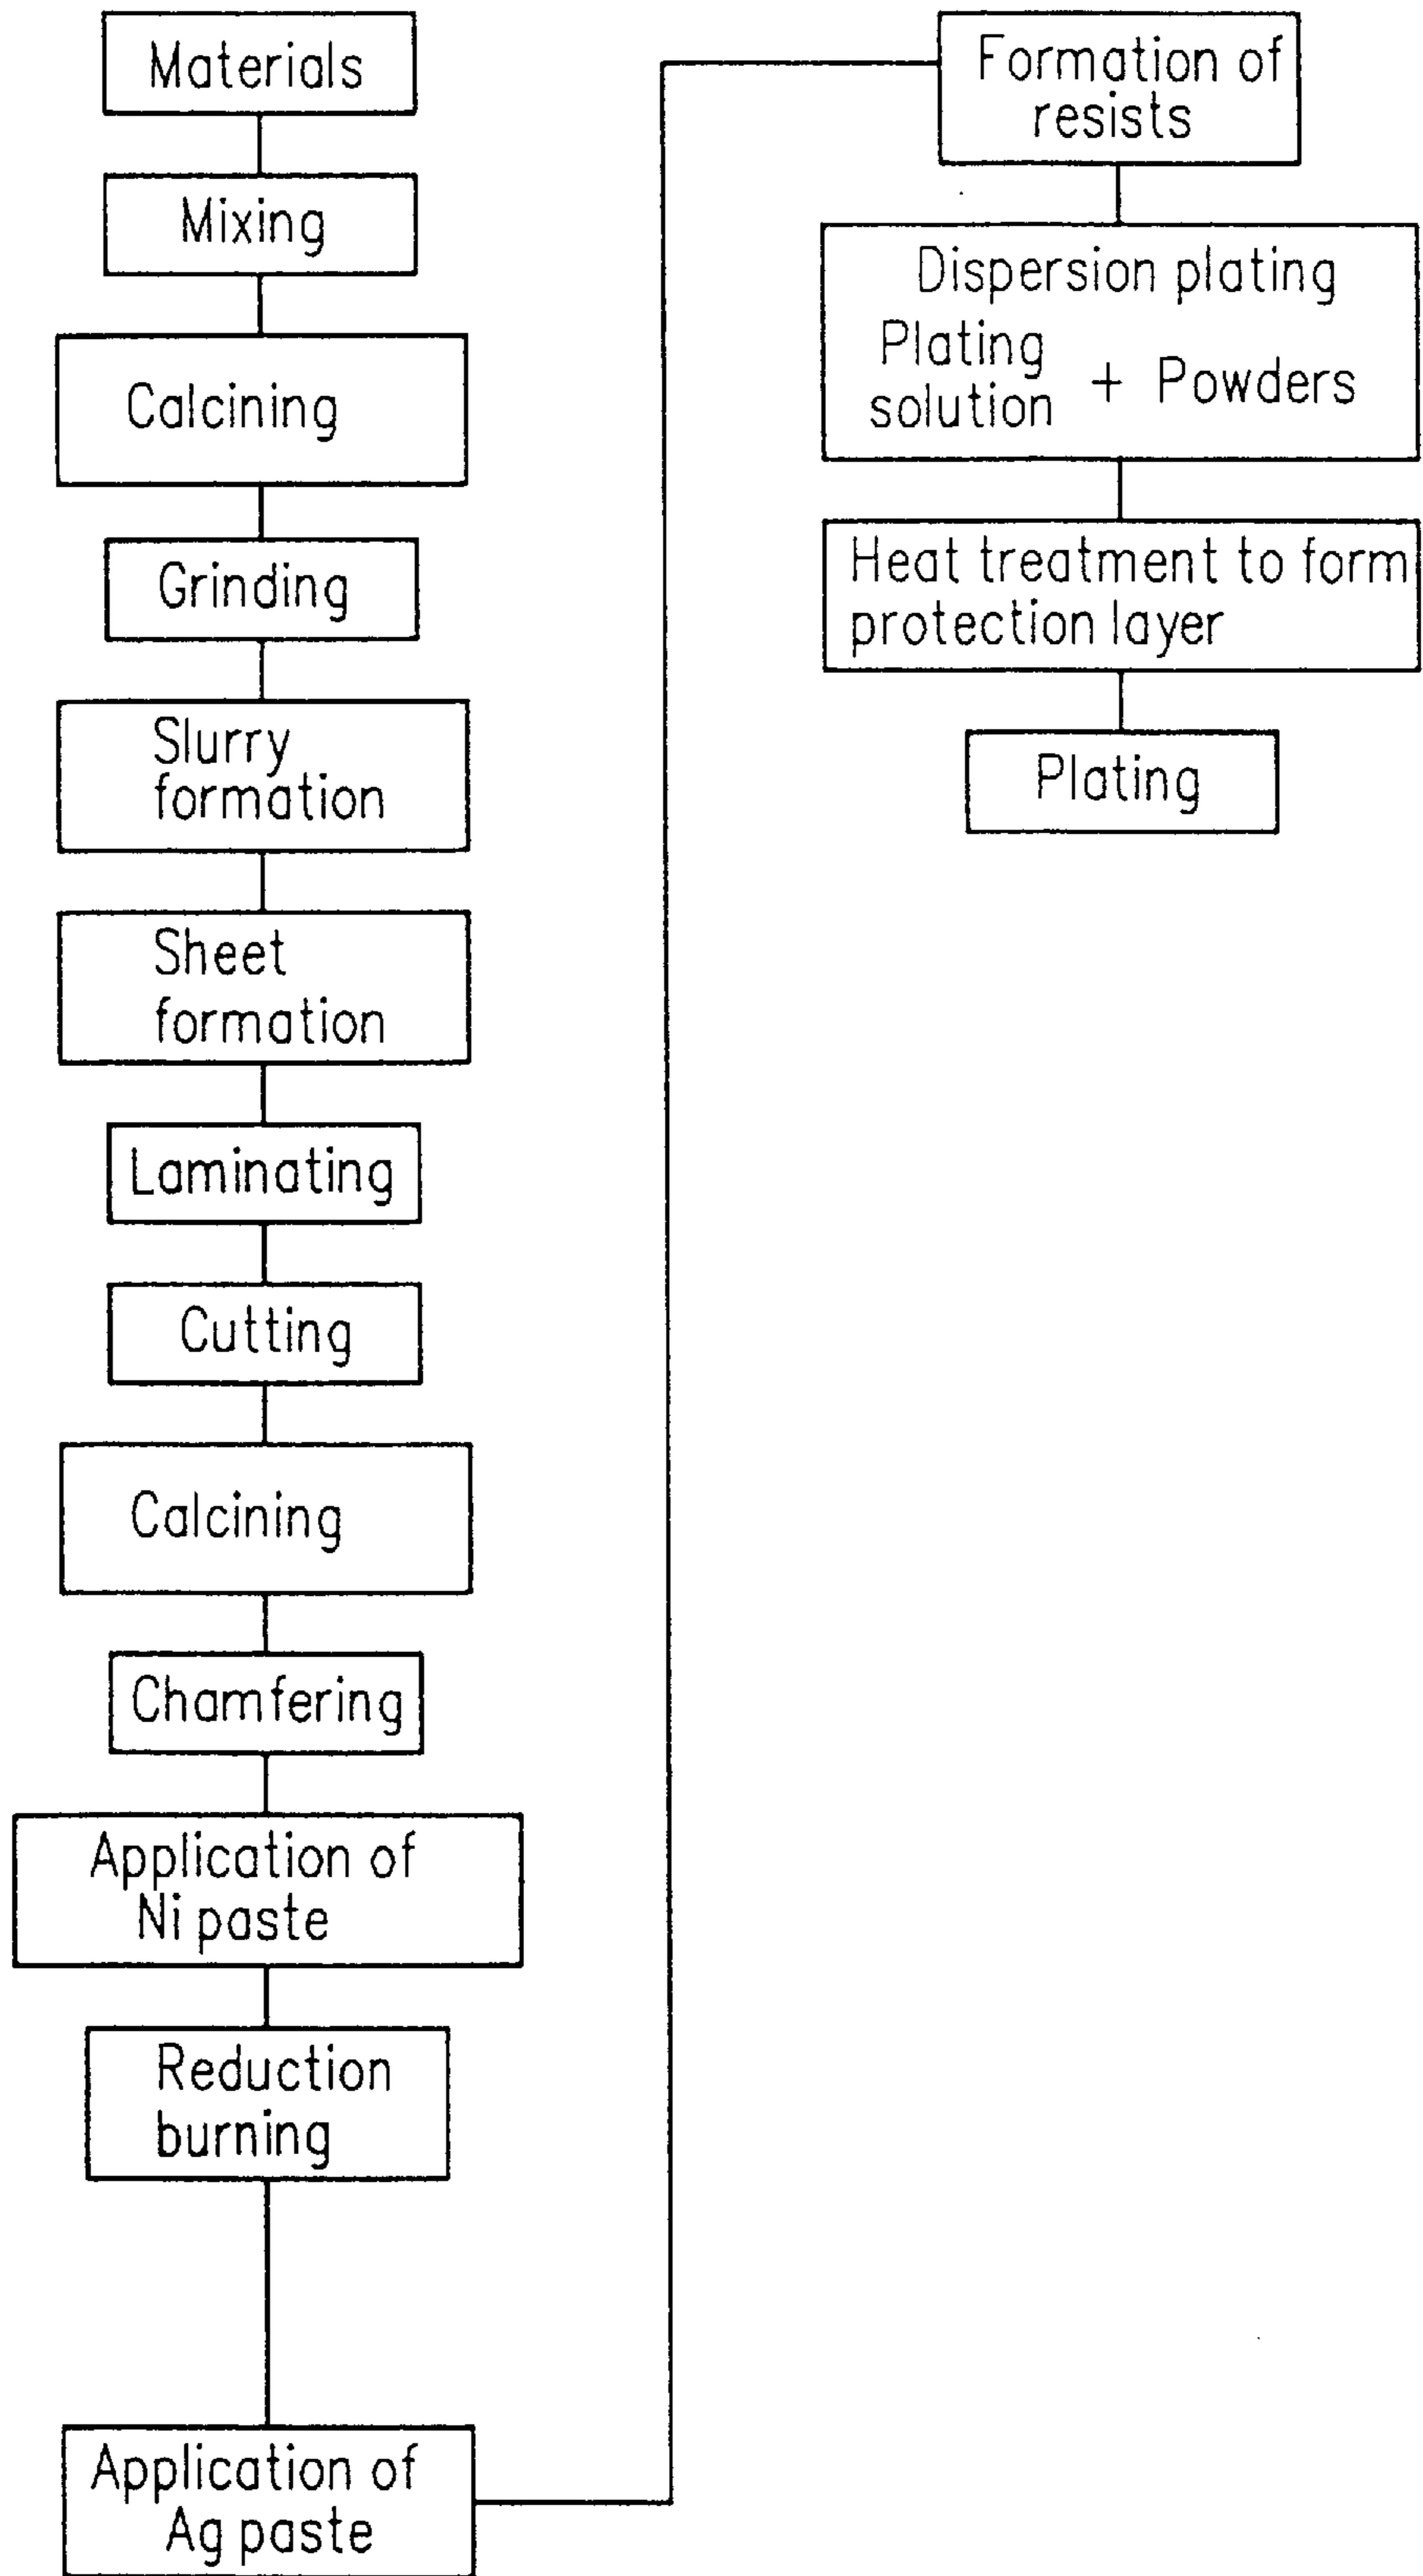 Materials
Mixing
Calcining
Grinding
Slurry
formation
Sheet
formation
Laminating
Cutting
Calcining
Chamfering
Application of
Ni paste
Reduction
burning
Application of
Ag paste
Formation of
resists
Dispersion plating
Plating
solution + Powders
Heat treatment to form
protection layer
Plating